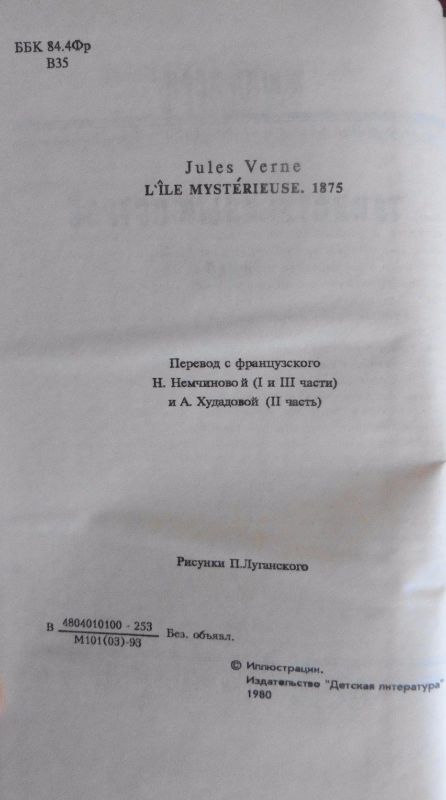 ББК 84.4Фр
В35
Jules Verne
L'ÎLE MYSTÉRIEUSE. 1875
Перевод с французского
Н. Немчиновой (I и III части)
и А. Худадовой (II часть)
Рисунки П.Луганского
В 4804010100 - 253
М101(03)-93
Без. объявл.
© Иллюстрации.
Издательство "Детская литература"
1980